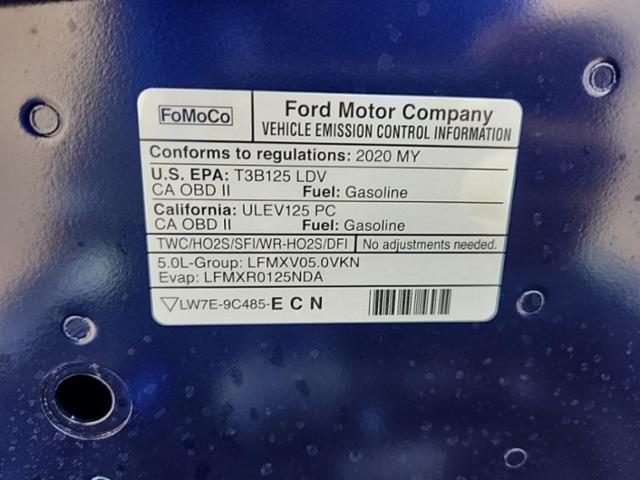 FoMoCo
Ford Motor Company
VEHICLE EMISSION CONTROL INFORMATION
Conforms to regulations: 2020 MY
U.S. EPA: T3B125 LDV
CA OBD II Fuel: Gasoline
California: ULEV125 PC
CA OBD II Fuel: Gasoline
TWC/HO2S/SFI/WR-HO2S/DFI No adjustments needed.
5.0L-Group: LFMXV05.0VKN
Evap: LFMXR0125NDA
▽LW7E-9C485-E C N